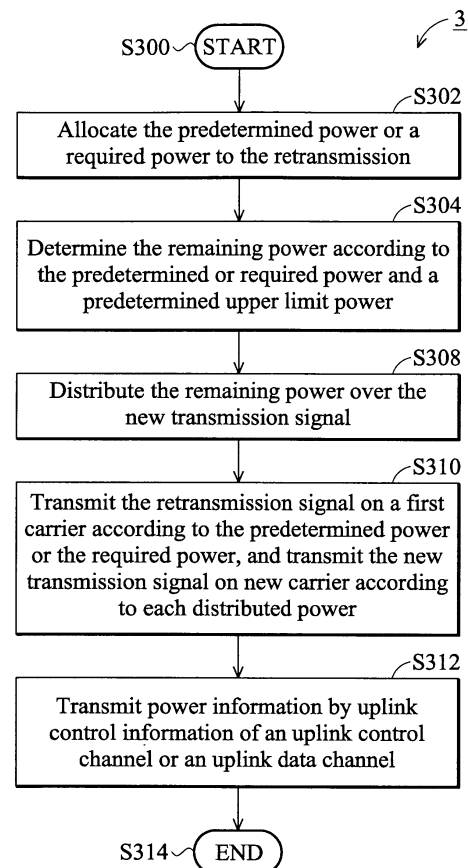 3
S300
START
S302
Allocate the predetermined power or a
required power to the retransmission
S304
Determine the remaining power according to
the predetermined or required power and a
predetermined upper limit power
S308
Distribute the remaining power over the
new transmission signal
S310
Transmit the retransmission signal on a first
carrier according to the predetermined power
or the required power, and transmit the new
transmission signal on new carrier according
to each distributed power
S312
Transmit power information by uplink
control information of an uplink control
channel or an uplink data channel
S314
END